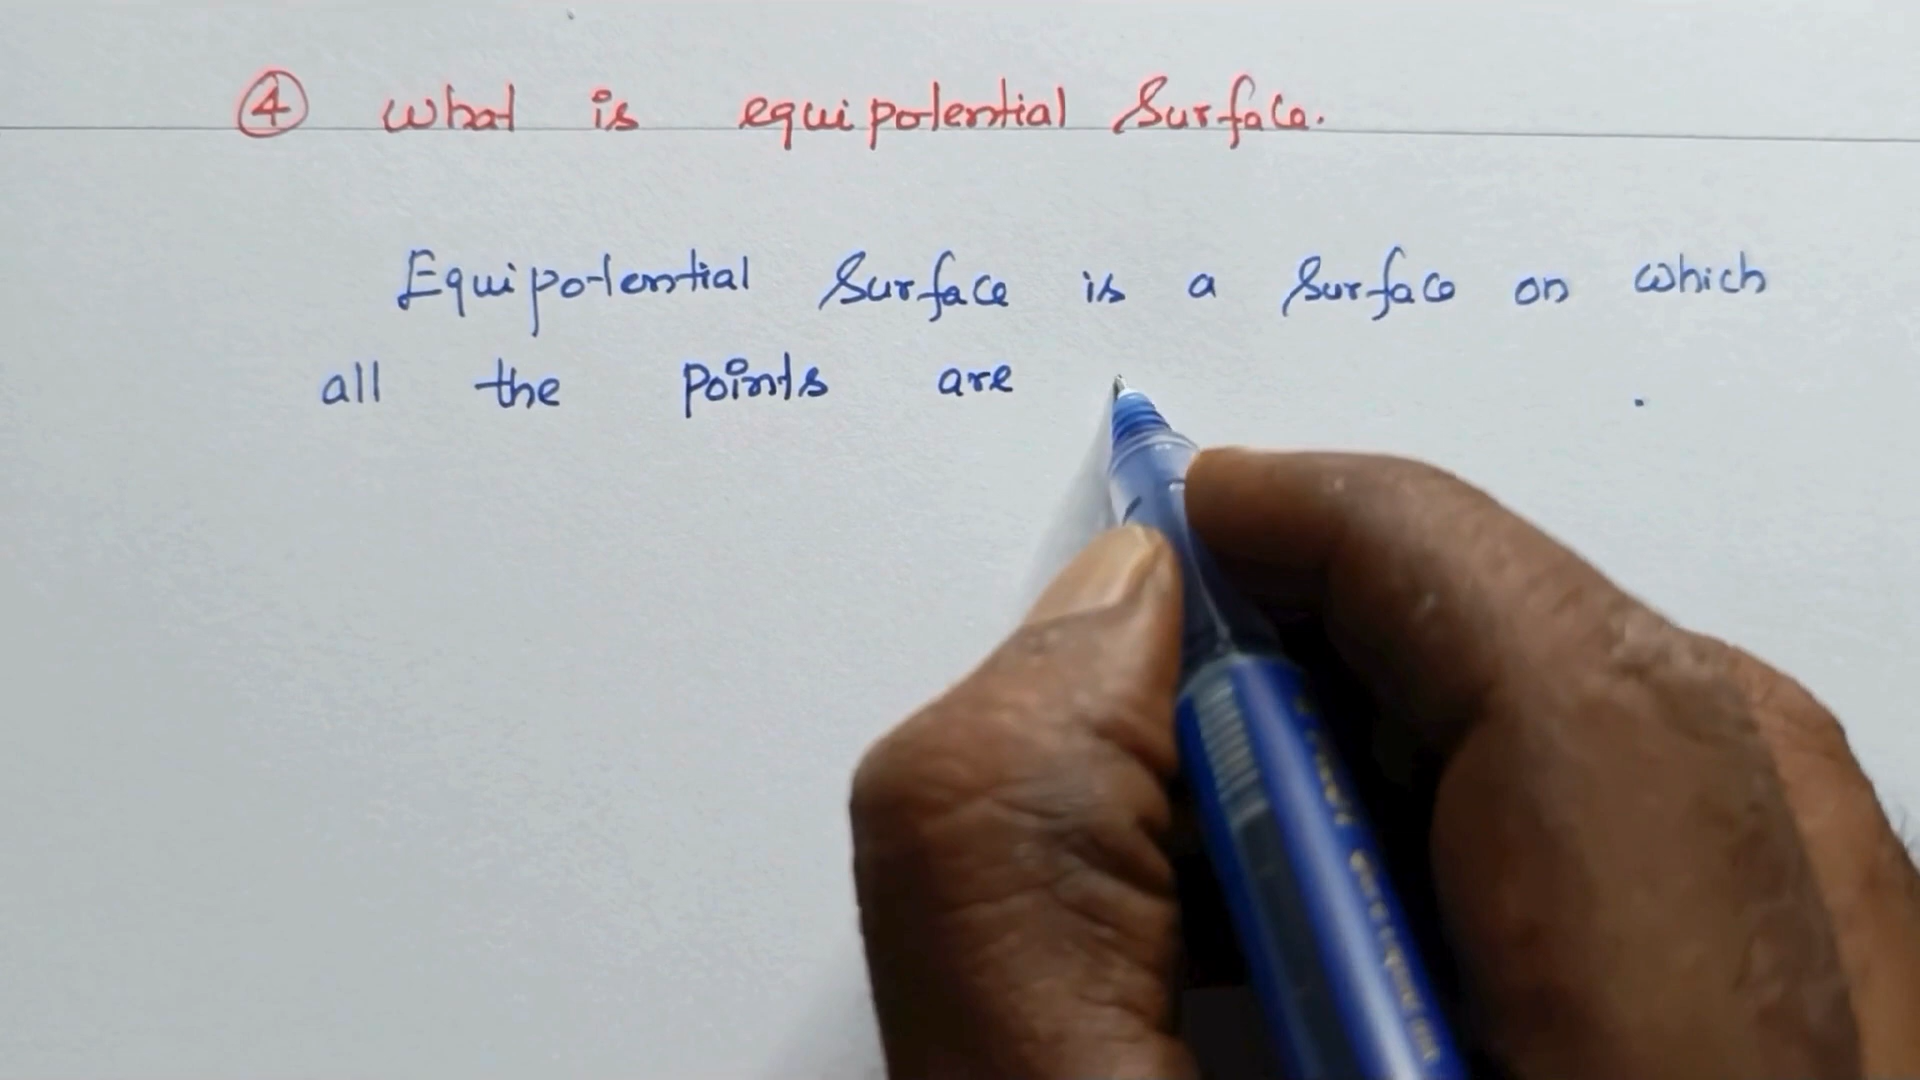 ④ What is equipotential Surface.
Equipotential Surface is a Surface on which
all the points are .